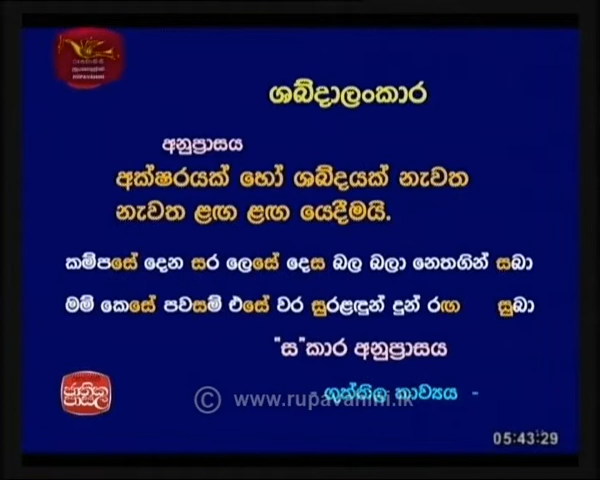 ශබ්දාලංකාර
අනුප්‍රාසය
අක්ෂරයක් හෝ ශබ්දයක් නැවත
නැවත ළඟ ළඟ යෙදීමයි.
කම්පසේ දෙන සර ලෙසේ දෙස බල බලා නෙතගින් සබා
මම් කෙසේ පවසම් එසේ වර සුරළඳුන් දුන් රඟ සුබා
"ස"කාර අනුප්‍රාසය
ජාතික
පාසල
© www.rupavahini.lk
- ගුත්තිල කාව්‍යය -
05:43:29